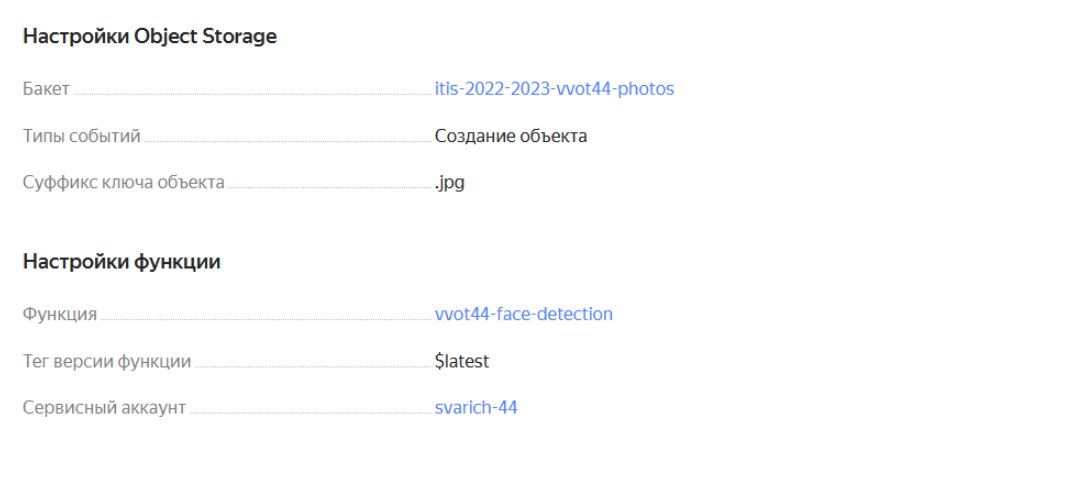 Настройки Object Storage
Бакет itis-2022-2023-vvot44-photos
Типы событий Создание объекта
Суффикс ключа объекта .jpg
Настройки функции
Функция vvot44-face-detection
Тег версии функции $latest
Сервисный аккаунт svarich-44